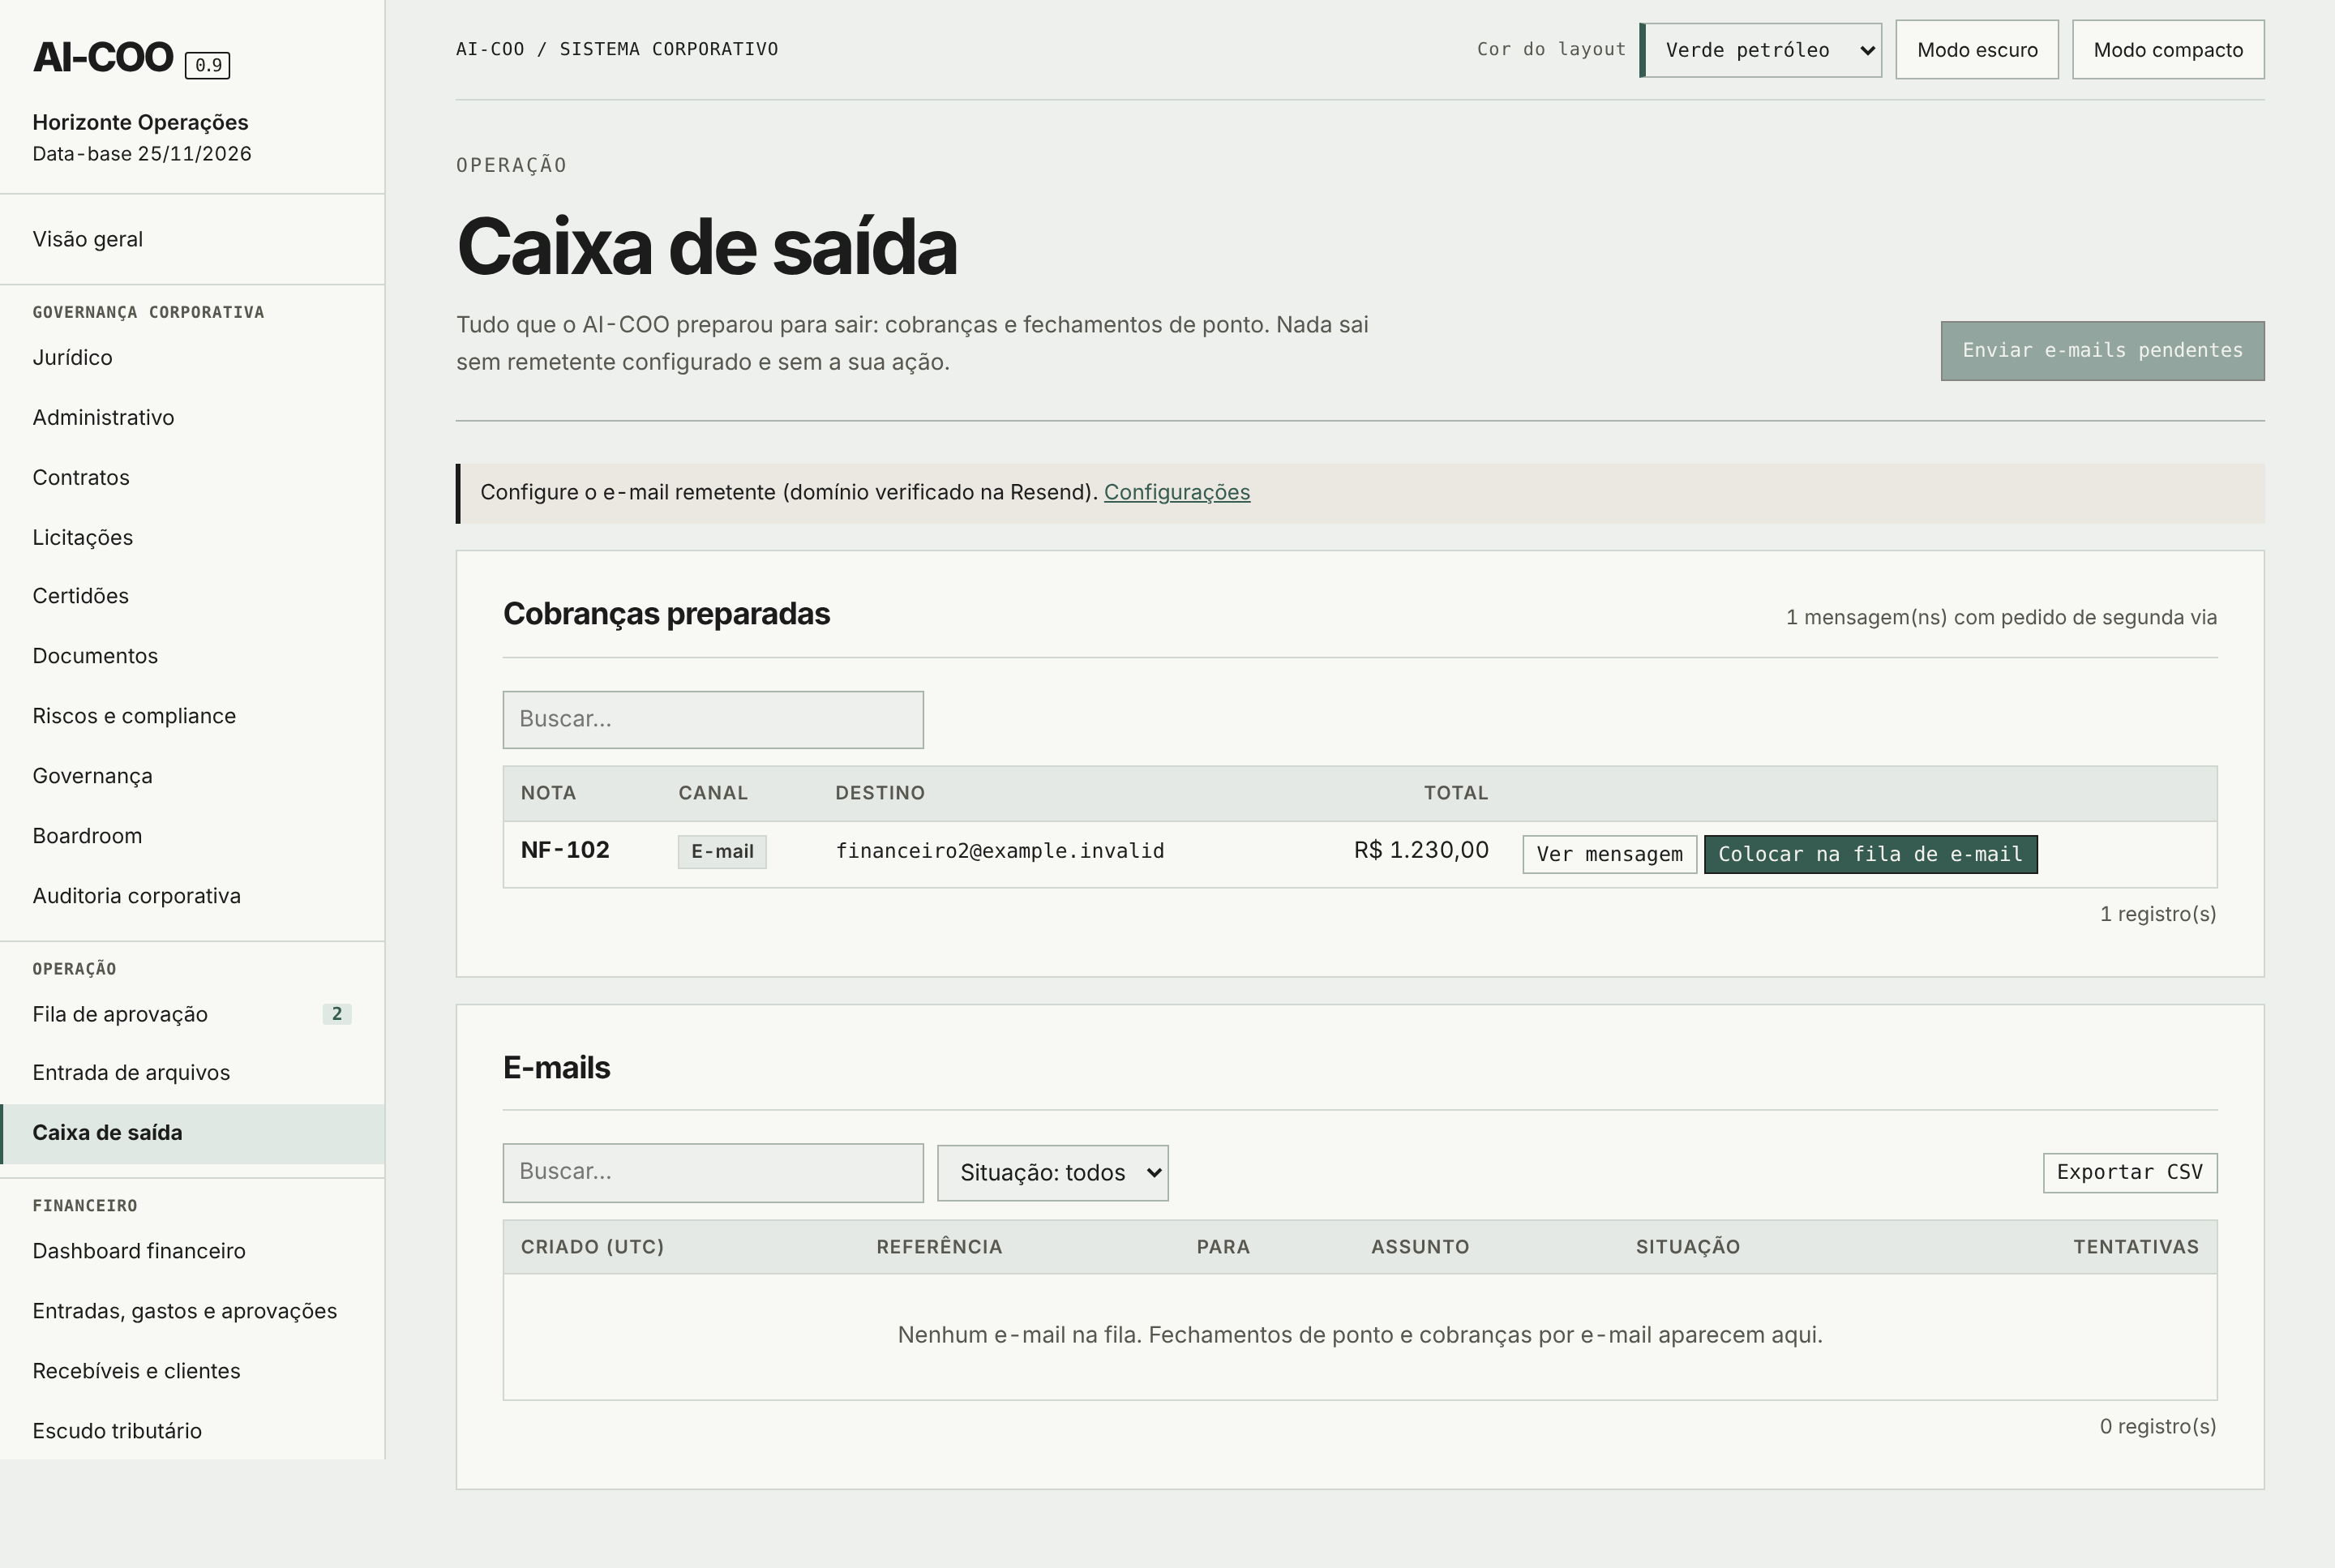 AI-COO 0.9
Horizonte Operações
Data-base 25/11/2026
Visão geral
GOVERNANÇA CORPORATIVA
Jurídico
Administrativo
Contratos
Licitações
Certidões
Documentos
Riscos e compliance
Governança
Boardroom
Auditoria corporativa
OPERAÇÃO
Fila de aprovação 2
Entrada de arquivos
Caixa de saída
FINANCEIRO
Dashboard financeiro
Entradas, gastos e aprovações
Recebíveis e clientes
Escudo tributário
AI-COO / SISTEMA CORPORATIVO
Cor do layout Verde petróleo Modo escuro Modo compacto
OPERAÇÃO
Caixa de saída
Tudo que o AI-COO preparou para sair: cobranças e fechamentos de ponto. Nada sai
sem remetente configurado e sem a sua ação.
Enviar e-mails pendentes
Configure o e-mail remetente (domínio verificado na Resend). Configurações
Cobranças preparadas
1 mensagem(ns) com pedido de segunda via
Buscar...
NOTA CANAL DESTINO TOTAL
NF-102 E-mail financeiro2@example.invalid R$ 1.230,00 Ver mensagem Colocar na fila de e-mail
1 registro(s)
E-mails
Buscar... Situação: todos Exportar CSV
CRIADO (UTC) REFERÊNCIA PARA ASSUNTO SITUAÇÃO TENTATIVAS
Nenhum e-mail na fila. Fechamentos de ponto e cobranças por e-mail aparecem aqui.
0 registro(s)